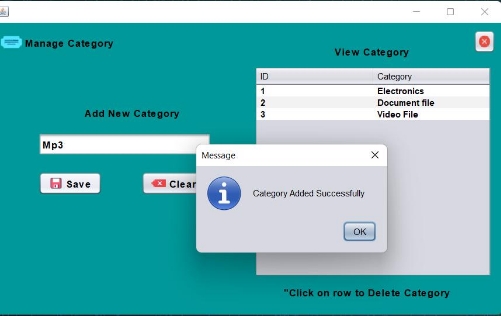 Manage Category
View Category
ID Category
1 Electronics
2 Document file
3 Video File
Add New Category
Mp3
Save
Clear
Message
Category Added Successfully
OK
"Click on row to Delete Category